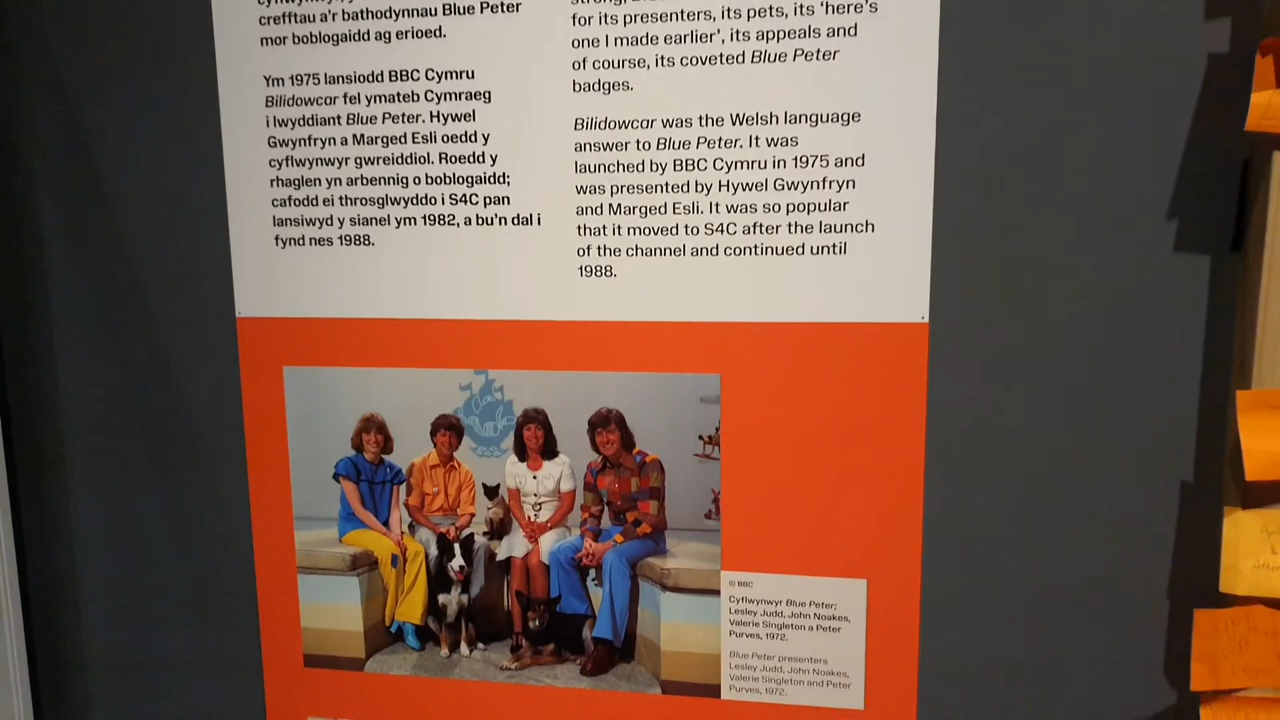 crefftau a'r bathodynnau Blue Peter
mor boblogaidd ag erioed.
Ym 1975 lansiodd BBC Cymru
Bilidowcar fel ymateb Cymraeg
i lwyddiant Blue Peter. Hywel
Gwynfryn a Marged Esli oedd y
cyflwynwyr gwreiddiol. Roedd y
rhaglen yn arbennig o boblogaidd;
cafodd ei throsglwyddo i S4C pan
lansiwyd y sianel ym 1982, a bu'n dal i
fynd nes 1988.
for its presenters, its pets, its 'here's
one I made earlier', its appeals and
of course, its coveted Blue Peter
badges.
Bilidowcar was the Welsh language
answer to Blue Peter. It was
launched by BBC Cymru in 1975 and
was presented by Hywel Gwynfryn
and Marged Esli. It was so popular
that it moved to S4C after the launch
of the channel and continued until
1988.
© BBC
Cyflwynwyr Blue Peter;
Lesley Judd, John Noakes,
Valerie Singleton a Peter
Purves, 1972.
Blue Peter presenters
Lesley Judd, John Noakes,
Valerie Singleton and Peter
Purves, 1972.